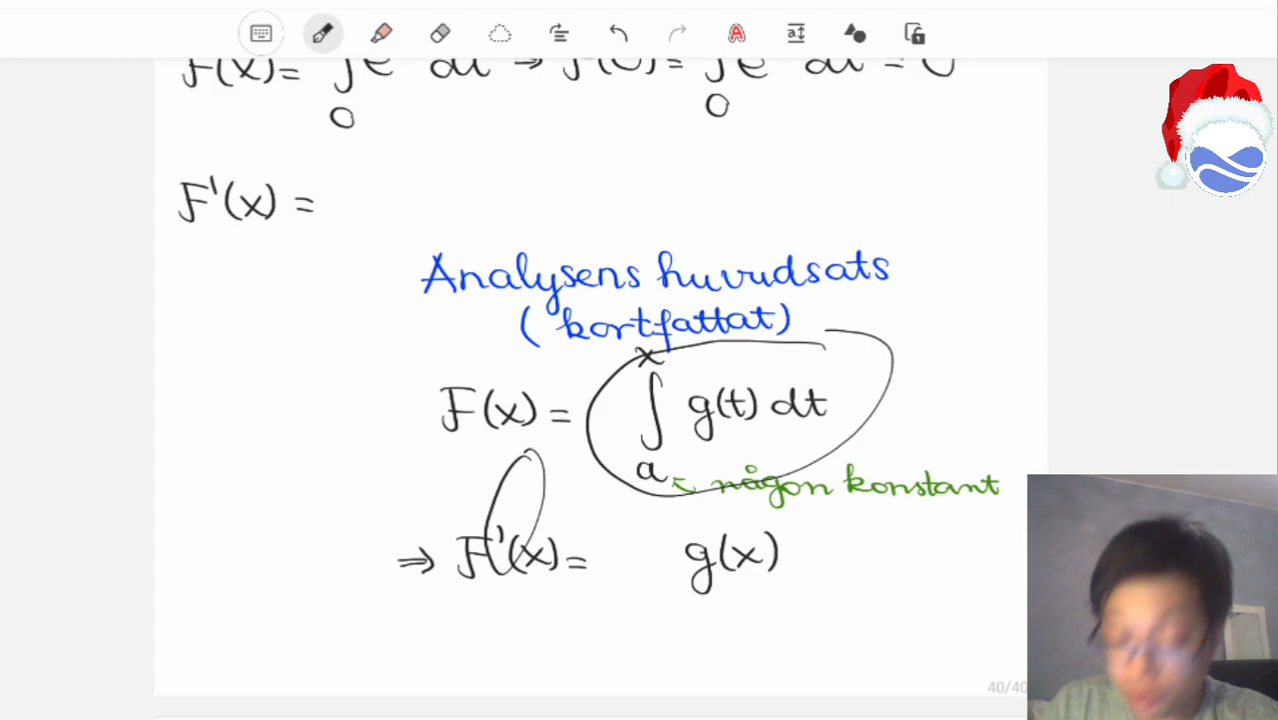 F(x) =
F'(x) =
Analysens huvudsats
(kortfattat)
F(x) = ∫ₐˣ g(t) dt
någon konstant
⇒ F'(x) = g(x)
40/40